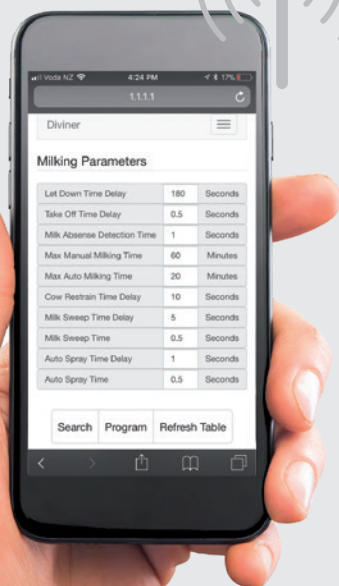 Voda NZ 4:24 PM 17%
1.1.1.1
Diviner
Milking Parameters
Let Down Time Delay 180 Seconds
Take Off Time Delay 0.5 Seconds
Milk Absense Detection Time 1 Seconds
Max Manual Milking Time 60 Minutes
Max Auto Milking Time 20 Minutes
Cow Restrain Time Delay 10 Seconds
Milk Sweep Time Delay 5 Seconds
Milk Sweep Time 0.5 Seconds
Auto Spray Time Delay 1 Seconds
Auto Spray Time 0.5 Seconds
Search Program Refresh Table